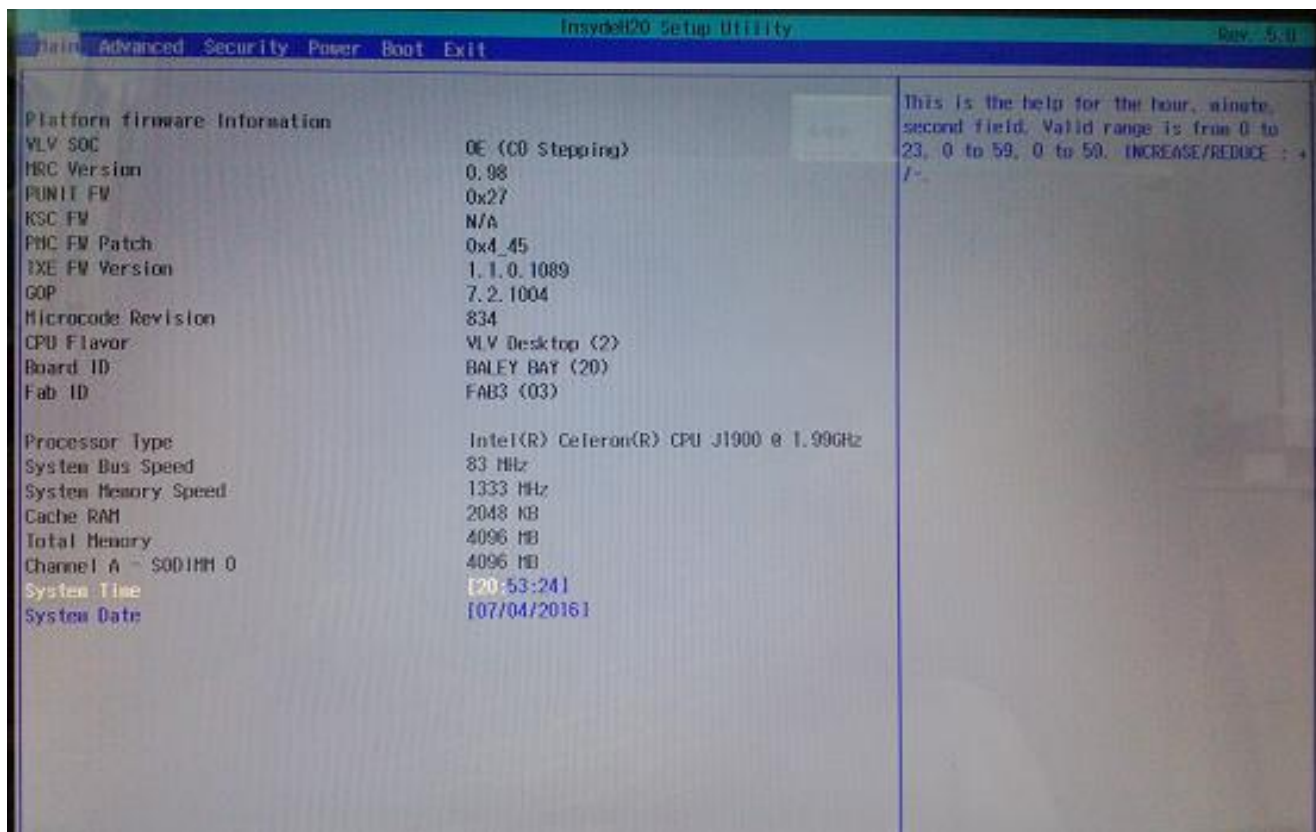 InsydeH20 Setup Utility Rev. 5.0
Main Advanced Security Power Boot Exit
Platform firmware Information
VLV SOC 0E (C0 Stepping)
MRC Version 0.98
PUNIT FW 0x27
KSC FW N/A
PMC FW Patch 0x4_45
TXE FW Version 1.1.0.1089
GOP 7.2.1004
Microcode Revision 834
CPU Flavor VLV Desktop (2)
Board ID BALEY BAY (20)
Fab ID FAB3 (03)
Processor Type Intel(R) Celeron(R) CPU J1900 @ 1.99GHz
System Bus Speed 83 MHz
System Memory Speed 1333 MHz
Cache RAM 2048 KB
Total Memory 4096 MB
Channel A - SODIMM 0 4096 MB
System Time [20:53:24]
System Date [07/04/2016]
This is the help for the hour, minute,
second field. Valid range is from 0 to
23, 0 to 59, 0 to 59. INCREASE/REDUCE : +
/-.